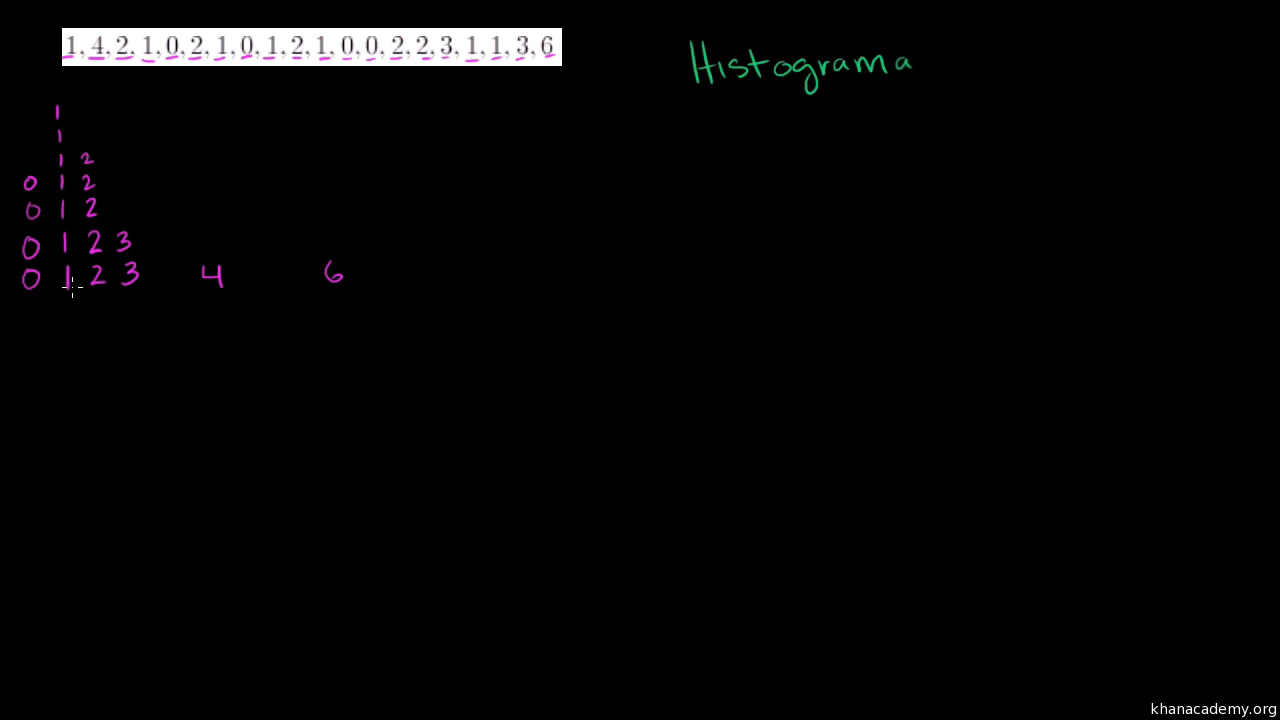 1, 4, 2, 1, 0, 2, 1, 0, 1, 2, 1, 0, 0, 2, 2, 3, 1, 1, 3, 6
Histograma
1
1
1 2
0 1 2
0 1 2
0 1 2 3
0 1 2 3 4 6
khanacademy.org